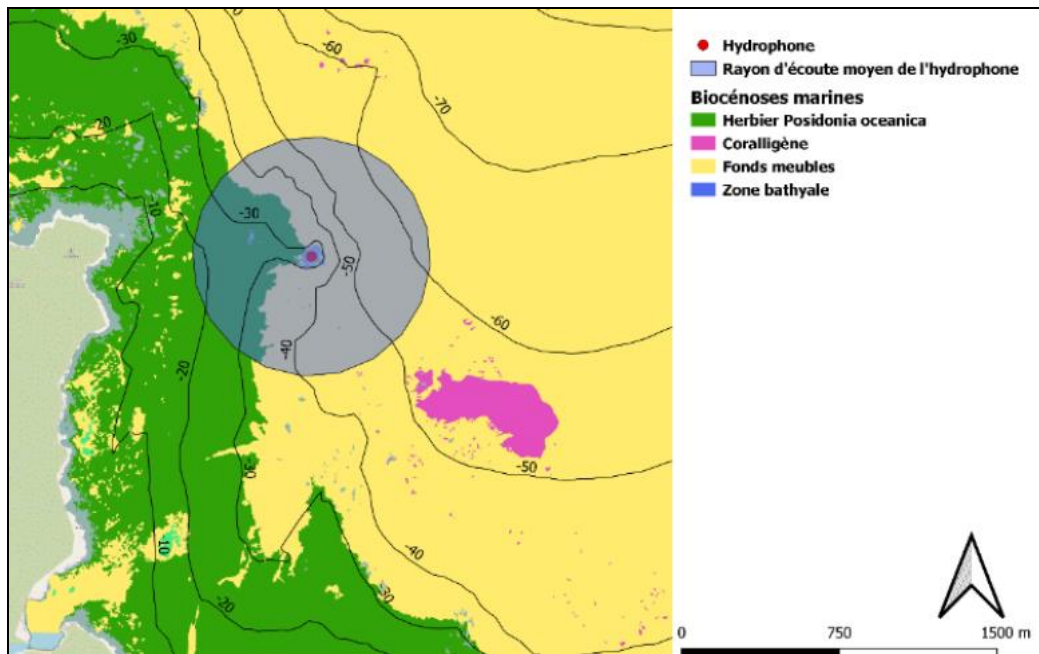 -30
-60
-70
-20
-10
-30
-50
-60
-40
-20
-50
-30
-10
-40
-20
-30
Hydrophone
Rayon d'écoute moyen de l'hydrophone
Biocénoses marines
Herbier Posidonia oceanica
Coralligène
Fonds meubles
Zone bathyale
0 750 1500 m